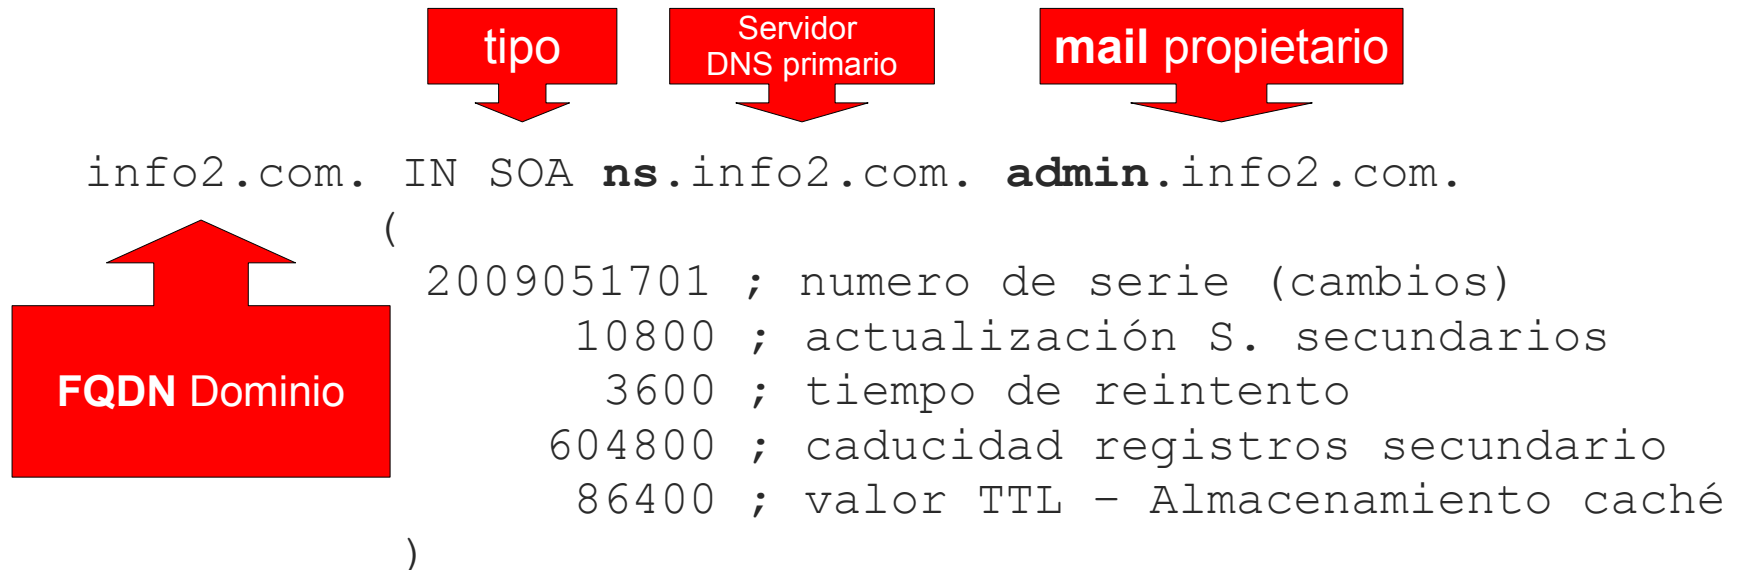 tipo
Servidor
DNS primario
mail propietario
info2.com. IN SOA ns.info2.com. admin.info2.com.
(
2009051701 ; numero de serie (cambios)
10800 ; actualización S. secundarios
3600 ; tiempo de reintento
604800 ; caducidad registros secundario
86400 ; valor TTL – Almacenamiento caché
)
FQDN Dominio